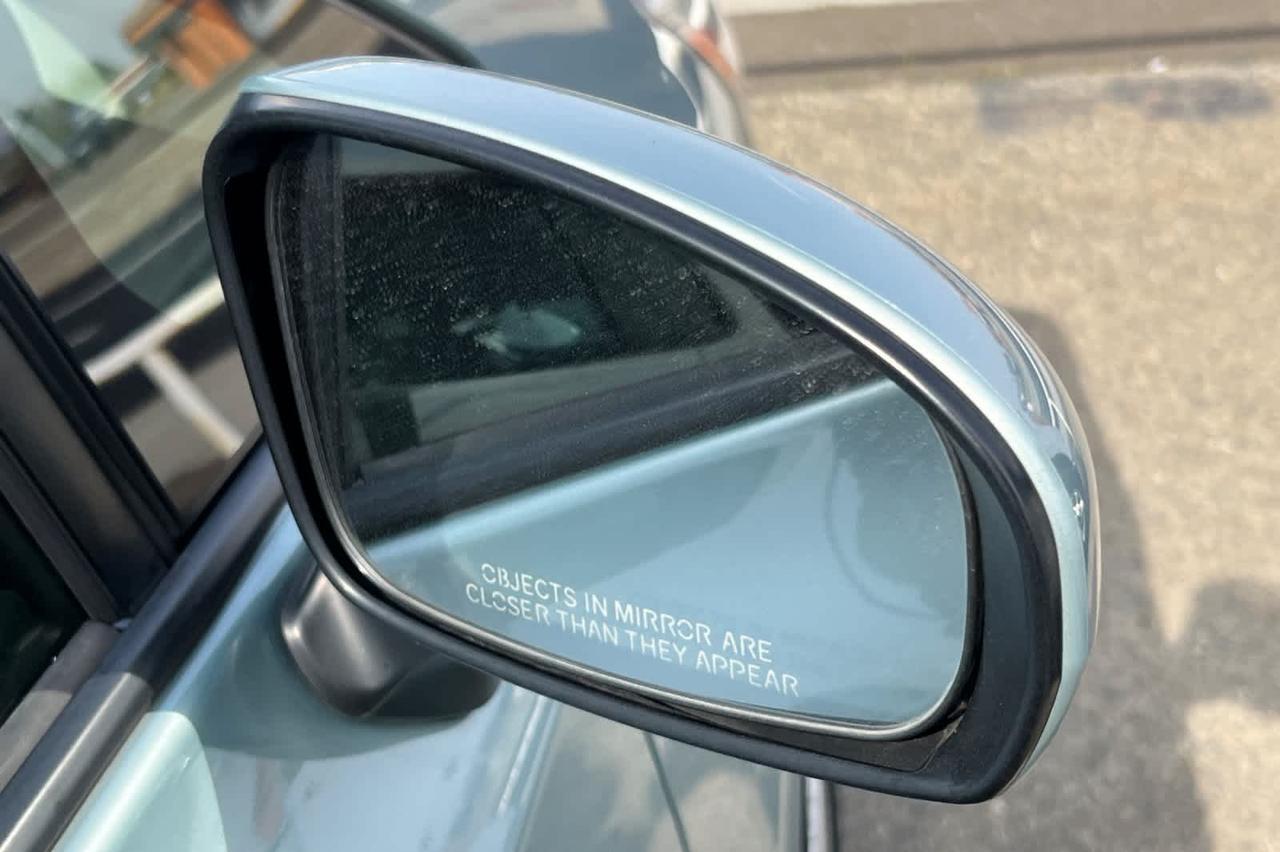 OBJECTS IN MIRROR ARE
CLOSER THAN THEY APPEAR